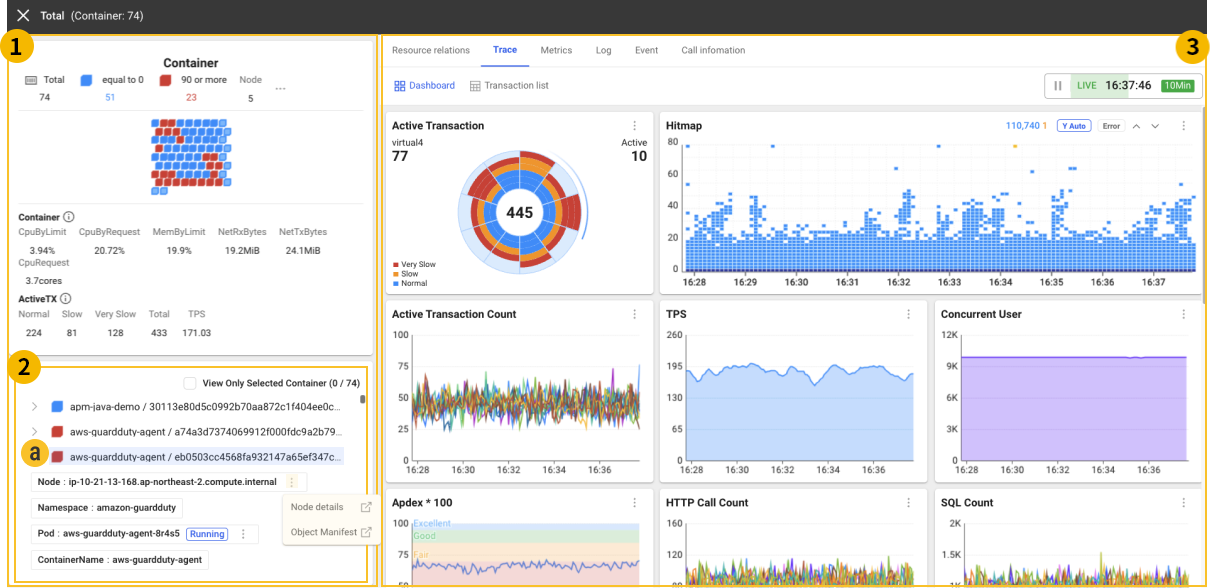 Total (Container: 74)
1
Container
Total equal to 0 90 or more Node ...
74 51 23 5
Container
CpuByLimit CpuByRequest MemByLimit NetRxBytes NetTxBytes
3.94% 20.72% 19.9% 19.2MiB 24.1MiB
CpuRequest
3.7cores
ActiveTX
Normal Slow Very Slow Total TPS
224 81 128 433 171.03
2
View Only Selected Container (0 / 74)
apm-java-demo / 30113e80d5c0992b70aa872c1f404ee0c...
aws-guardduty-agent / a74a3d7374069912f000fdc9a2b79...
a
aws-guardduty-agent / eb0503cc4568fa932147a65ef347c...
Node : ip-10-21-13-168.ap-northeast-2.compute.internal
Node details
Object Manifest
Namespace : amazon-guardduty
Pod : aws-guardduty-agent-8r4s5 Running
ContainerName : aws-guardduty-agent
3
Resource relations Trace Metrics Log Event Call infomation
Dashboard Transaction list
LIVE 16:37:46 10Min
Active Transaction
virtual4 Active
77 10
445
Very Slow
Slow
Normal
Hitmap 110,740 1 Y Auto Error
80
60
40
20
0
16:28 16:29 16:30 16:31 16:32 16:33 16:34 16:35 16:36 16:37
Active Transaction Count
100
75
50
25
0
16:28 16:30 16:32 16:34 16:36
TPS
260
195
130
65
0
16:28 16:30 16:32 16:34 16:36
Concurrent User
12K
9K
6K
3K
0
16:28 16:30 16:32 16:34 16:36
Apdex * 100
100 Excellent
Good
75 Fair
50
HTTP Call Count
160
120
80
SQL Count
2K
1.5K
1K